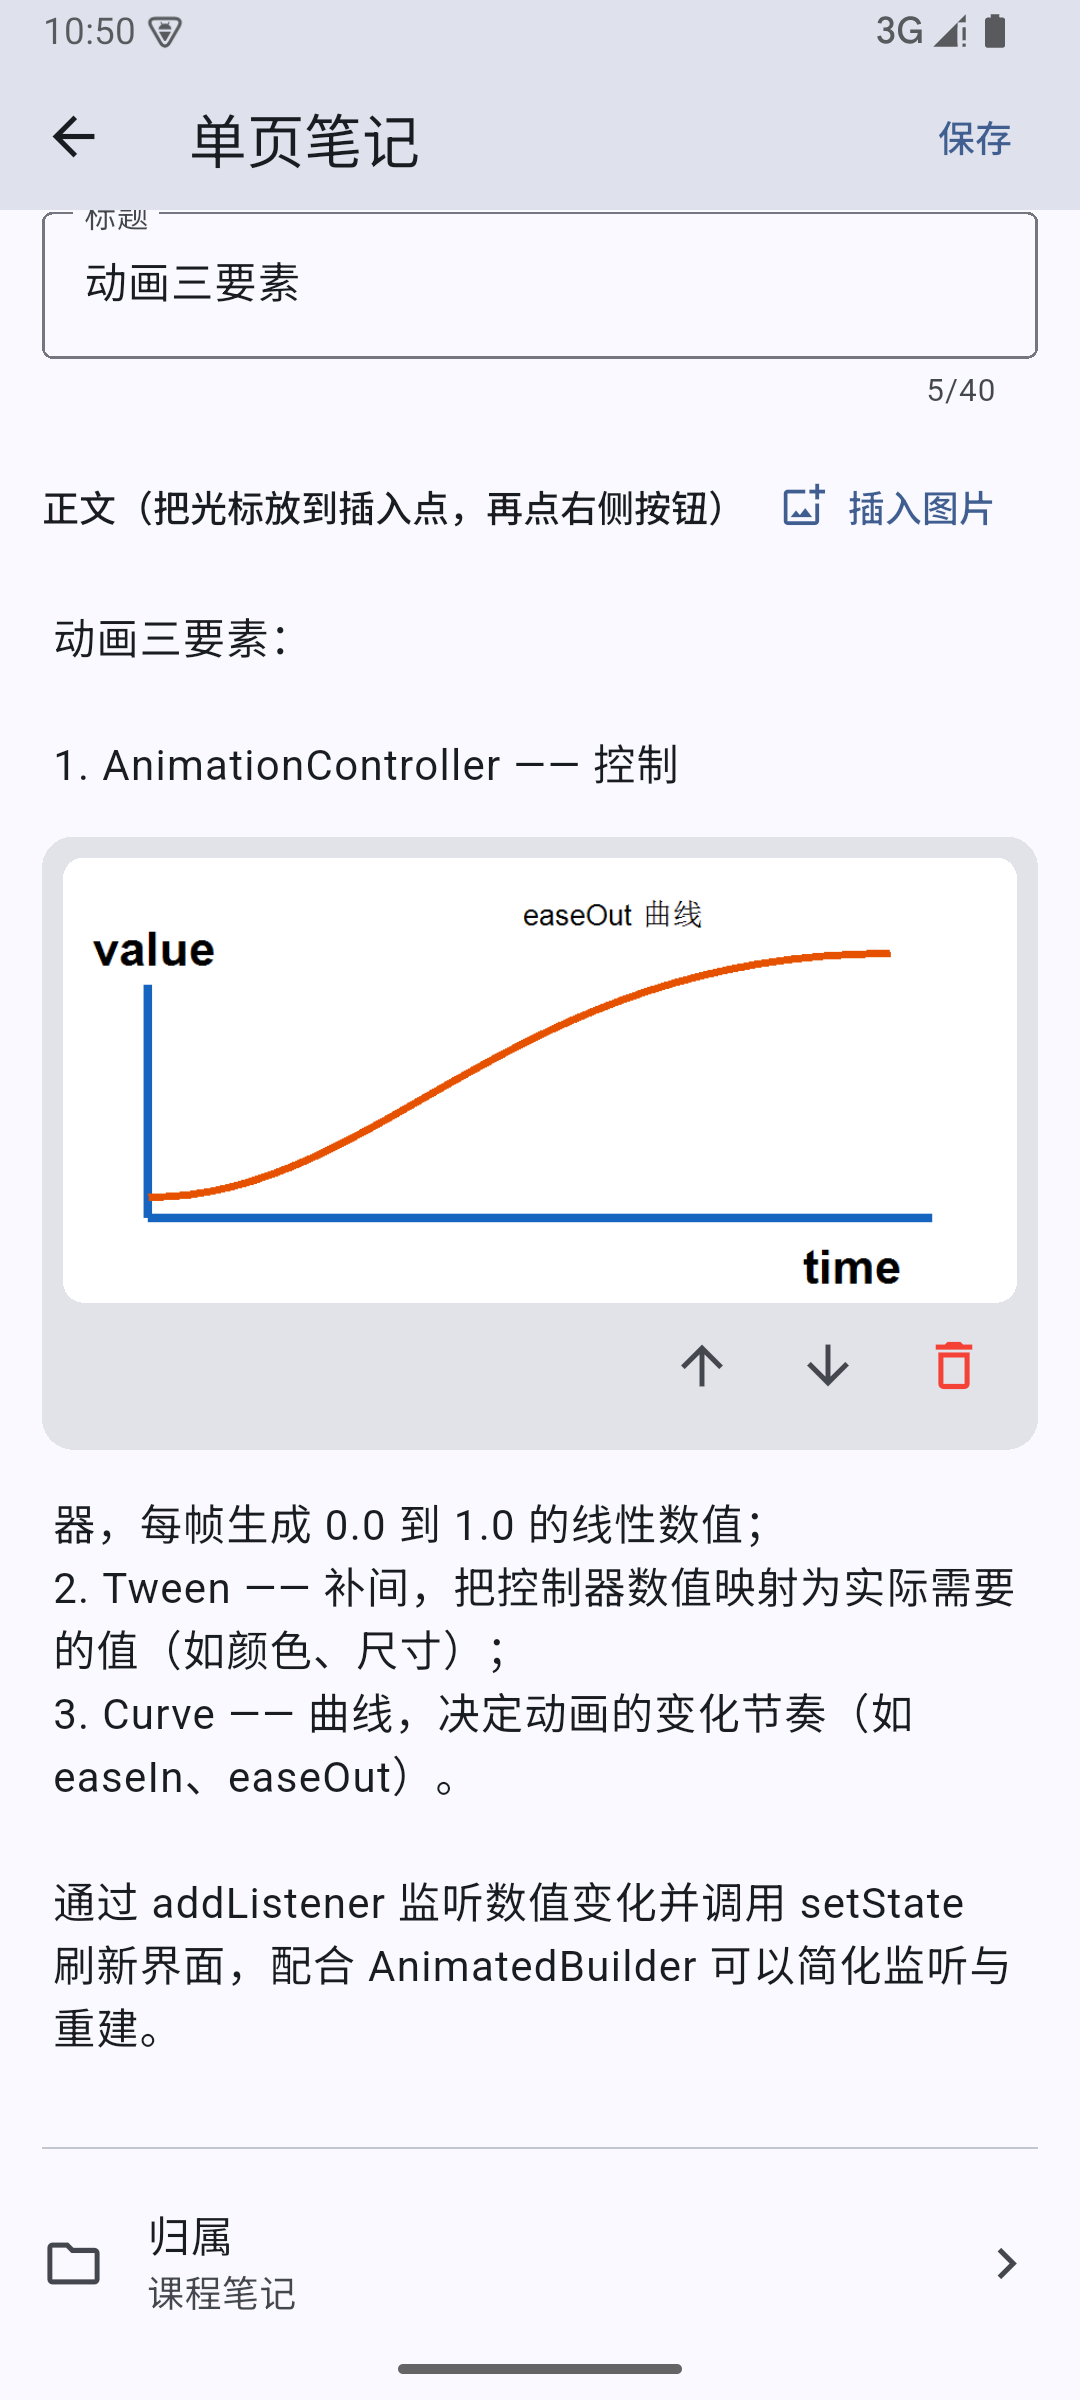 10:50
3G
单页笔记
保存
标题
动画三要素
5/40
正文（把光标放到插入点，再点右侧按钮）
插入图片
动画三要素：
1. AnimationController —— 控制
easeOut 曲线
value
time
器，每帧生成 0.0 到 1.0 的线性数值；
2. Tween —— 补间，把控制器数值映射为实际需要
的值（如颜色、尺寸）；
3. Curve —— 曲线，决定动画的变化节奏（如
easeIn、easeOut）。
通过 addListener 监听数值变化并调用 setState
刷新界面，配合 AnimatedBuilder 可以简化监听与
重建。
归属
课程笔记